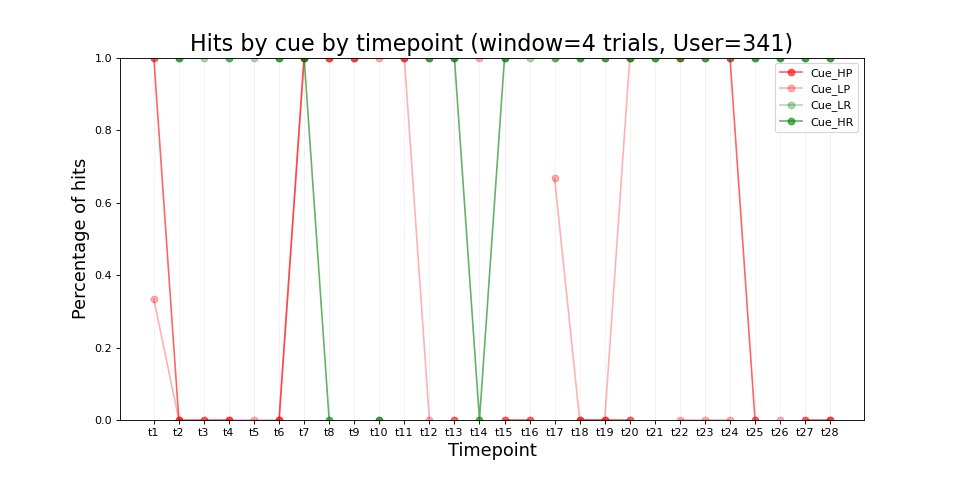 Hits by cue by timepoint (window=4 trials, User=341)
1.0
0.8
0.6
0.4
0.2
0.0
Percentage of hits
Cue_HP
Cue_LP
Cue_LR
Cue_HR
t1 t2 t3 t4 t5 t6 t7 t8 t9 t10 t11 t12 t13 t14 t15 t16 t17 t18 t19 t20 t21 t22 t23 t24 t25 t26 t27 t28
Timepoint